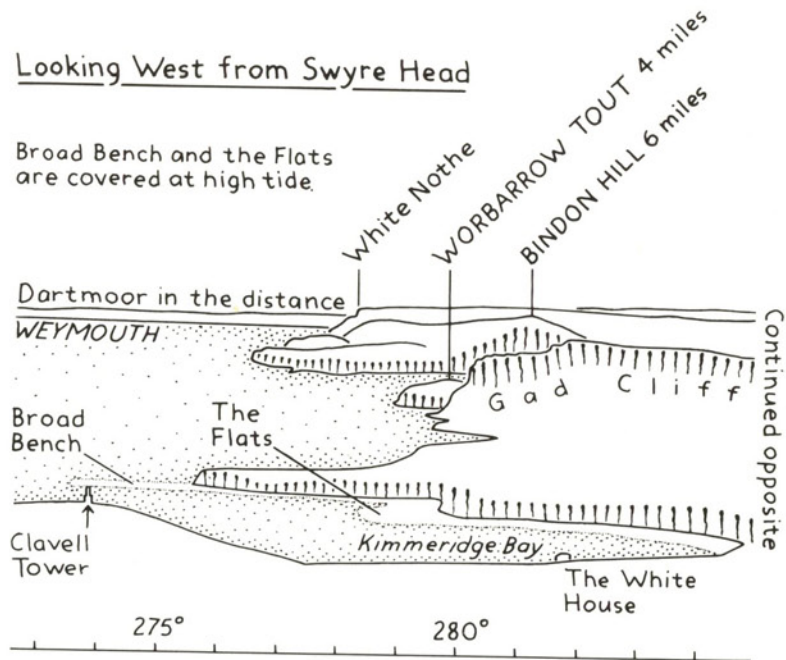 Looking West from Swyre Head
Broad Bench and the Flats
are covered at high tide.
White Nothe
WORBARROW TOUT 4 miles
BINDON HILL 6 miles
Dartmoor in the distance
WEYMOUTH
Continued opposite
Gad Cliff
Broad
Bench
The
Flats
Clavell
Tower
Kimmeridge Bay
The White
House
275°
280°